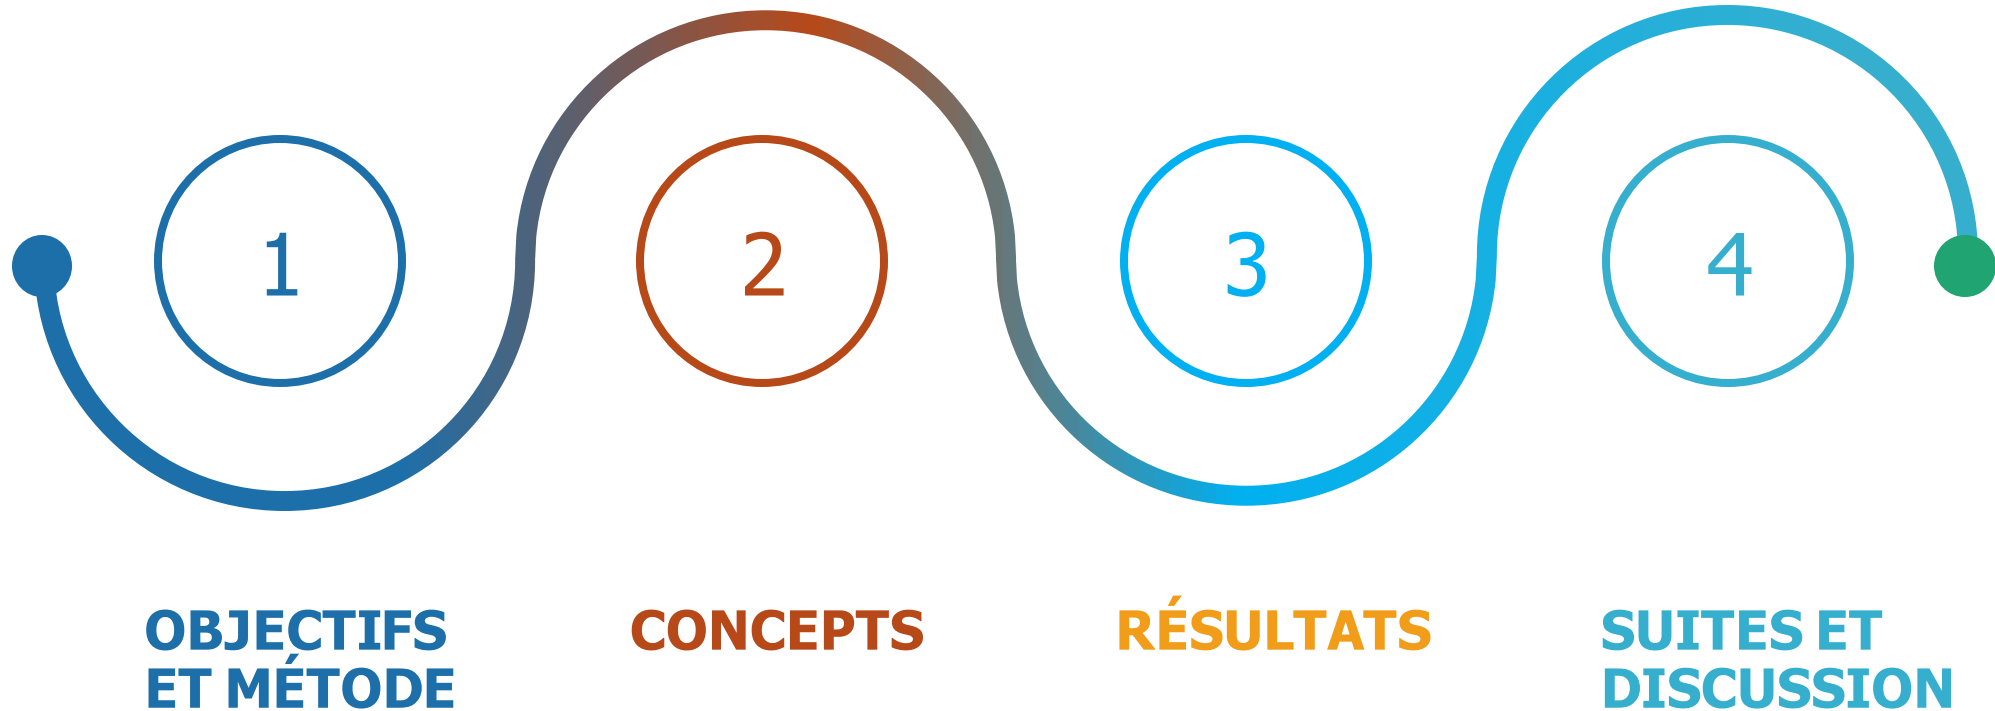 1
2
3
4
OBJECTIFS
ET MÉTODE
CONCEPTS
RÉSULTATS
SUITES ET
DISCUSSION